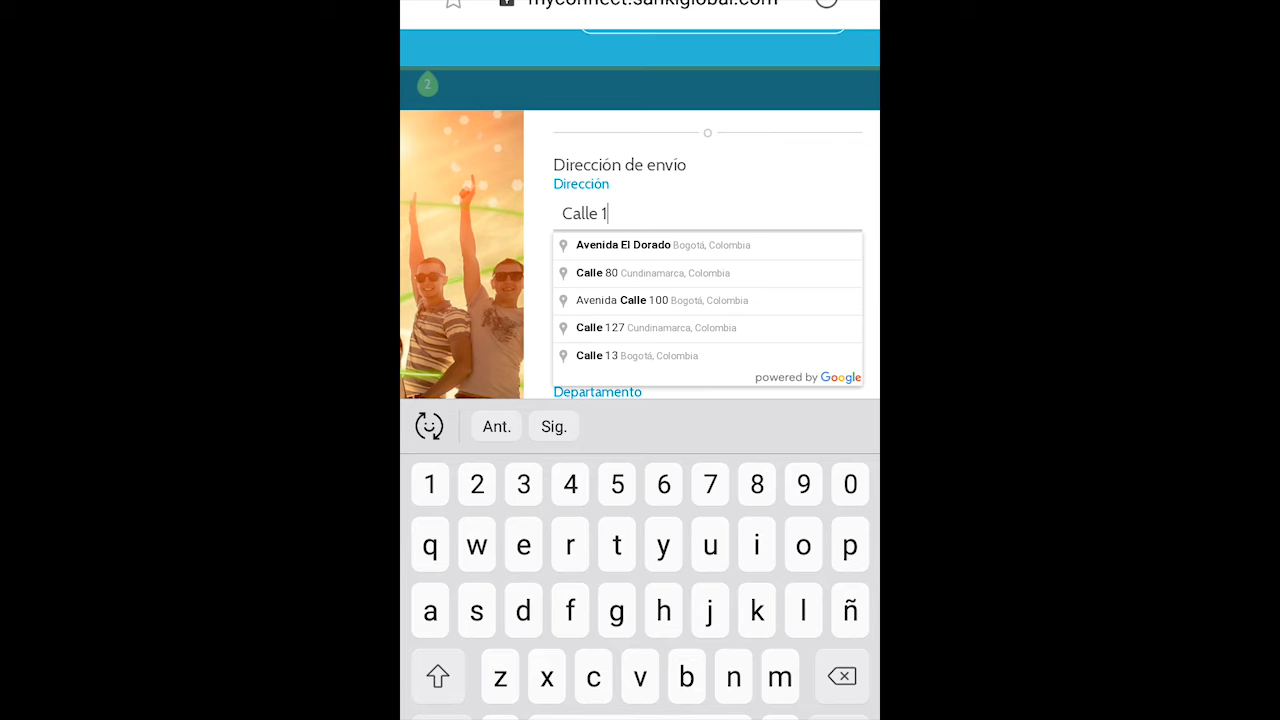 myconnect.sankiglobal.com
2
Dirección de envío
Dirección
Calle 1
Avenida El Dorado Bogotá, Colombia
Calle 80 Cundinamarca, Colombia
Avenida Calle 100 Bogotá, Colombia
Calle 127 Cundinamarca, Colombia
Calle 13 Bogotá, Colombia
powered by Google
Departamento
Ant. Sig.
1 2 3 4 5 6 7 8 9 0
q w e r t y u i o p
a s d f g h j k l ñ
z x c v b n m